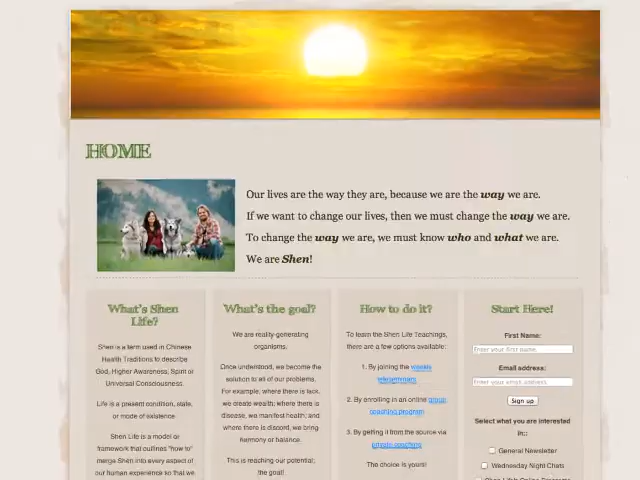 HOME
Our lives are the way they are, because we are the way we are.
If we want to change our lives, then we must change the way we are.
To change the way we are, we must know who and what we are.
We are Shen!
What's Shen
Life?
Shen is a term used in Chinese
Health Traditions to describe
God, Higher Awareness, Spirit or
Universal Consciousness.
Life is a present condition, state,
or mode of existence
Shen Life is a model or
framework that outlines "how to"
merge Shen into every aspect of
our human experience so that we
What's the goal?
We are reality-generating
organisms.
Once understood, we become the
solution to all of our problems.
For example, where there is lack,
we create wealth; where there is
disease, we manifest health; and
where there is discord, we bring
harmony or balance.
This is reaching our potential,
the goal!
How to do it?
To learn the Shen Life Teachings,
there are a few options available:
1. By joining the weekly
teleseminars
2. By enrolling in an online group
coaching program
3. By getting it from the source via
private coaching
The choice is yours!
Start Here!
First Name:
Enter your first name.
Email address:
Enter your email address
Sign up
Select what you are interested
in::
General Newsletter
Wednesday Night Chats
Shen Life's Online Programs